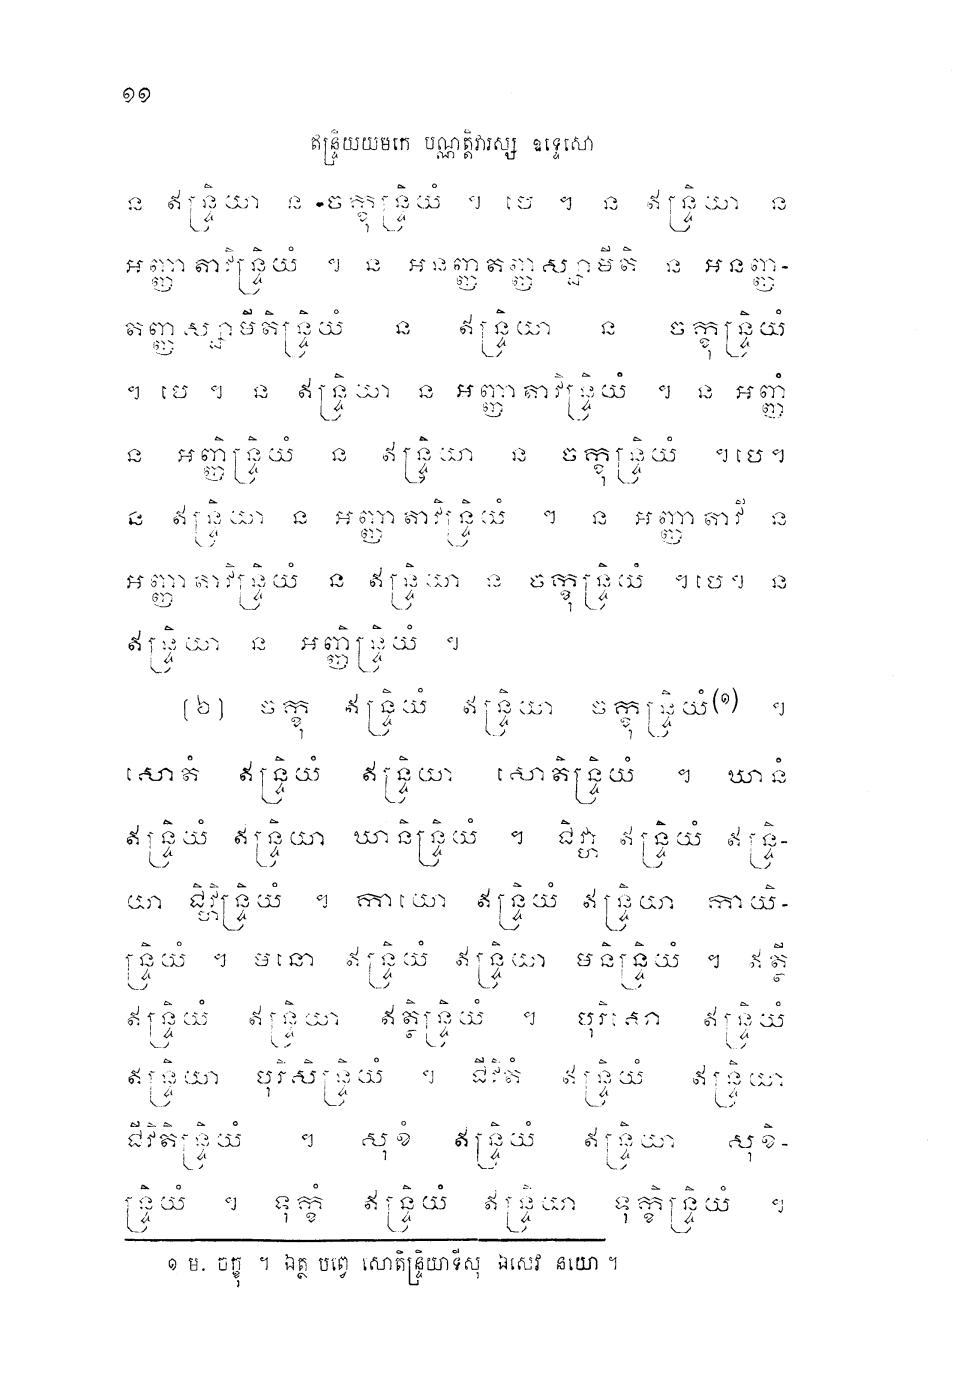 ១១
ឥន្ទ្រិយយមកេ បណ្ណត្តិវារស្ស ឧទ្ទេសោ
ន ឥន្ទ្រិយា ន ចក្ខុន្ទ្រិយំ ។ បេ ។ ន ឥន្ទ្រិយា ន
អញ្ញាតាវិន្ទ្រិយំ ។ ន អនញ្ញតញ្ញស្សាមីតិ ន អនញ្ញ-
តញ្ញស្សាមីតិន្ទ្រិយំ ន ឥន្ទ្រិយា ន ចក្ខុន្ទ្រិយំ
។ បេ ។ ន ឥន្ទ្រិយា ន អញ្ញាតាវិន្ទ្រិយំ ។ ន អញ្ញំ
ន អញ្ញិន្ទ្រិយំ ន ឥន្ទ្រិយា ន ចក្ខុន្ទ្រិយំ ។បេ។
ន ឥន្ទ្រិយា ន អញ្ញាតាវិន្ទ្រិយំ ។ ន អញ្ញាតាវី ន
អញ្ញាតាវិន្ទ្រិយំ ន ឥន្ទ្រិយា ន ចក្ខុន្ទ្រិយំ ។បេ។ ន
ឥន្ទ្រិយា ន អញ្ញិន្ទ្រិយំ ។
[៦] ចក្ខុ ឥន្ទ្រិយំ ឥន្ទ្រិយា ចក្ខុន្ទ្រិយំ(១) ។
សោតំ ឥន្ទ្រិយំ ឥន្ទ្រិយា សោតិន្ទ្រិយំ ។ ឃានំ
ឥន្ទ្រិយំ ឥន្ទ្រិយា ឃានិន្ទ្រិយំ ។ ជិវ្ហា ឥន្ទ្រិយំ ឥន្ទ្រិ-
យា ជិវ្ហិន្ទ្រិយំ ។ កាយោ ឥន្ទ្រិយំ ឥន្ទ្រិយា កាយិ-
ន្ទ្រិយំ ។ មនោ ឥន្ទ្រិយំ ឥន្ទ្រិយា មនិន្ទ្រិយំ ។ ឥត្ថី
ឥន្ទ្រិយំ ឥន្ទ្រិយា ឥត្ថិន្ទ្រិយំ ។ បុរិសោ ឥន្ទ្រិយំ
ឥន្ទ្រិយា បុរិសិន្ទ្រិយំ ។ ជីវិតំ ឥន្ទ្រិយំ ឥន្ទ្រិយា
ជីវិតិន្ទ្រិយំ ។ សុខំ ឥន្ទ្រិយំ ឥន្ទ្រិយា សុខិ-
ន្ទ្រិយំ ។ ទុក្ខំ ឥន្ទ្រិយំ ឥន្ទ្រិយា ទុក្ខិន្ទ្រិយំ ។
១ ម. ចក្ខុ ។ ឯត្ថ បព្វេ សោតិន្ទ្រិយាទីសុ ឯសេវ នយោ ។